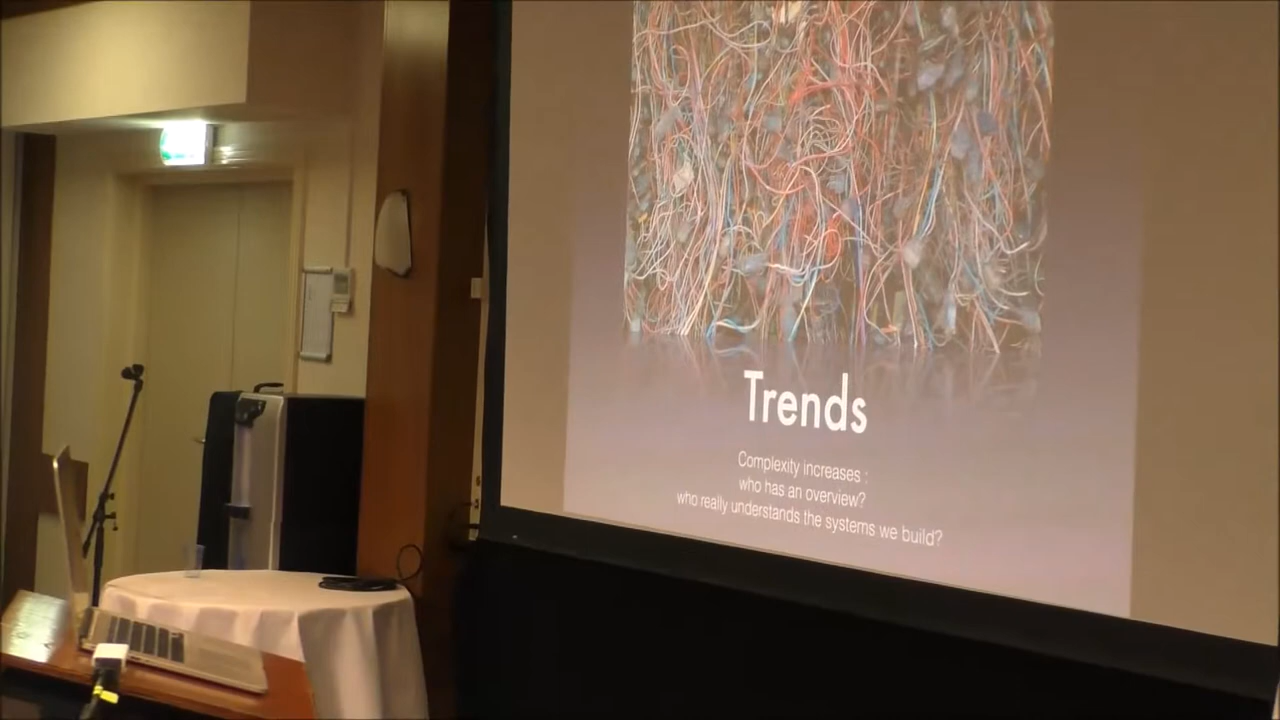 Trends
Complexity increases :
who has an overview?
who really understands the systems we build?